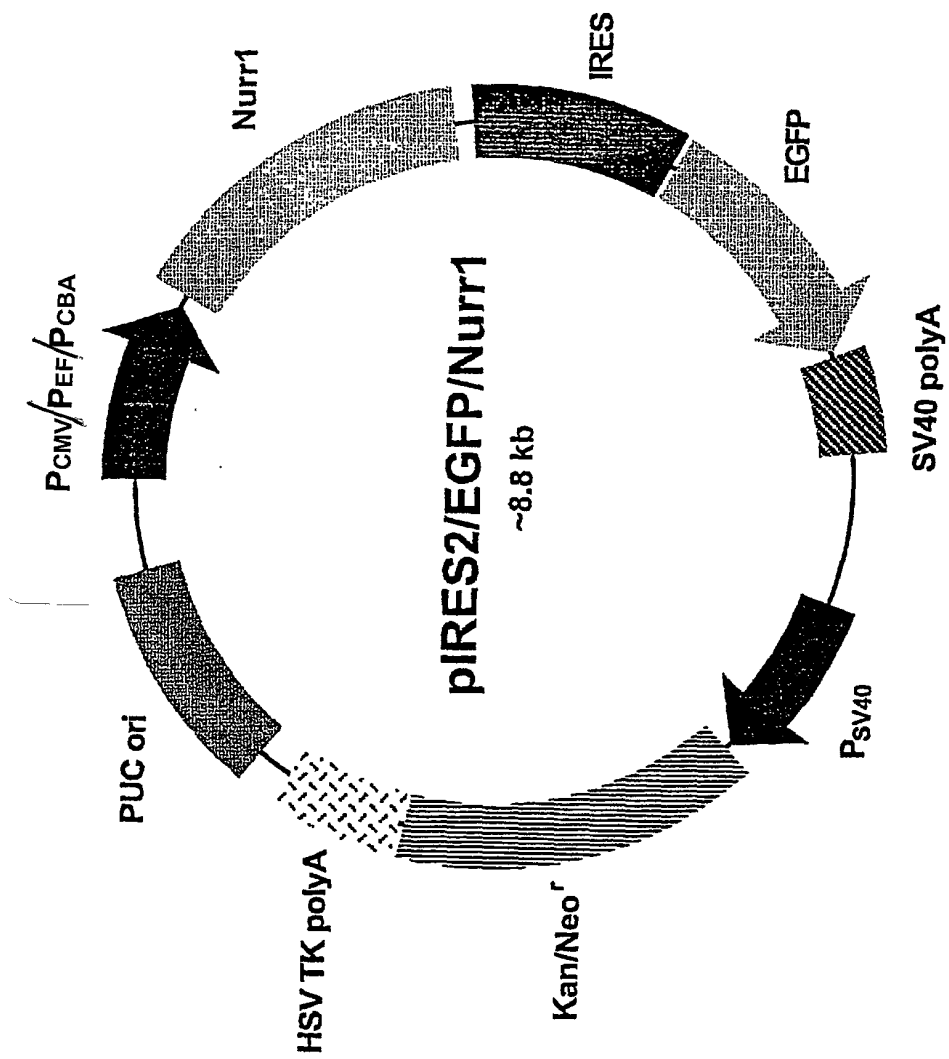 PCMV/PEF/PCBA
Nurr1
IRES
EGFP
SV40 polyA
PSV40
Kan/Neoʳ
HSV TK polyA
PUC ori
pIRES2/EGFP/Nurr1
~8.8 kb